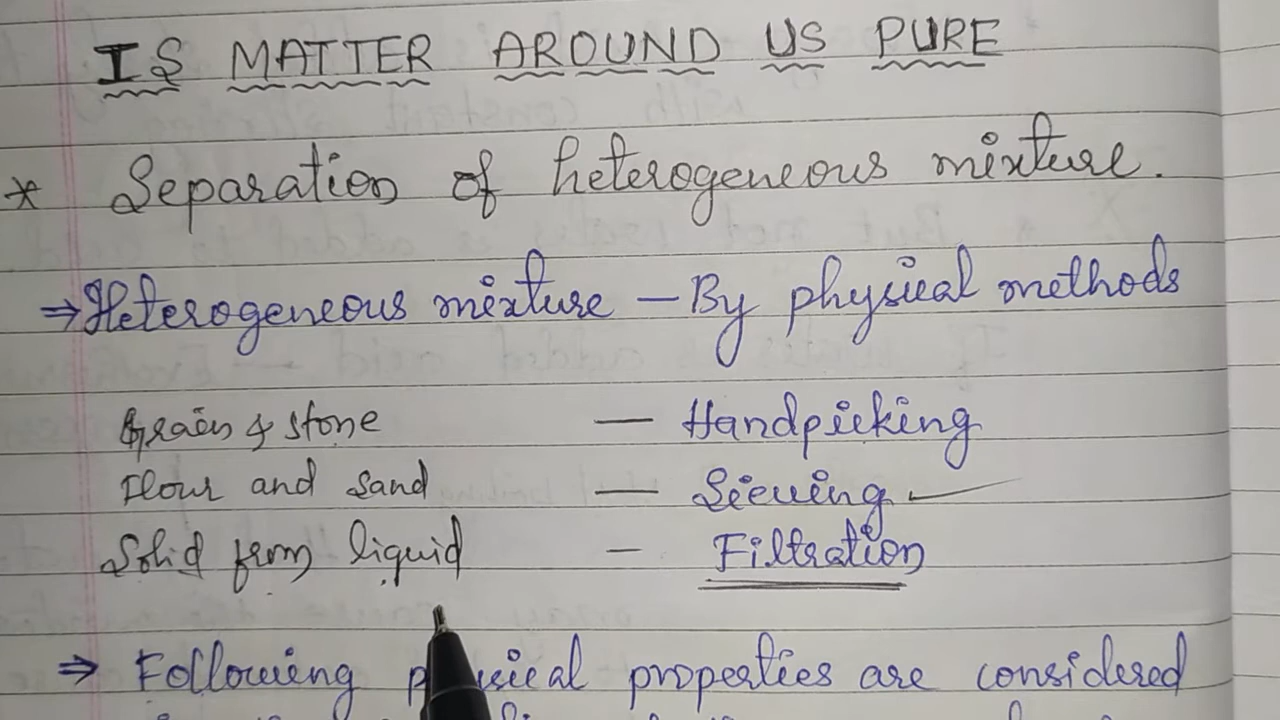 IS MATTER AROUND US PURE
* Separation of heterogeneous mixture.
⇒ Heterogeneous mixture — By physical methods
Grain & stone — Handpicking
Flour and Sand — Sieving
Solid from liquid — Filtration
⇒ Following physical properties are considered